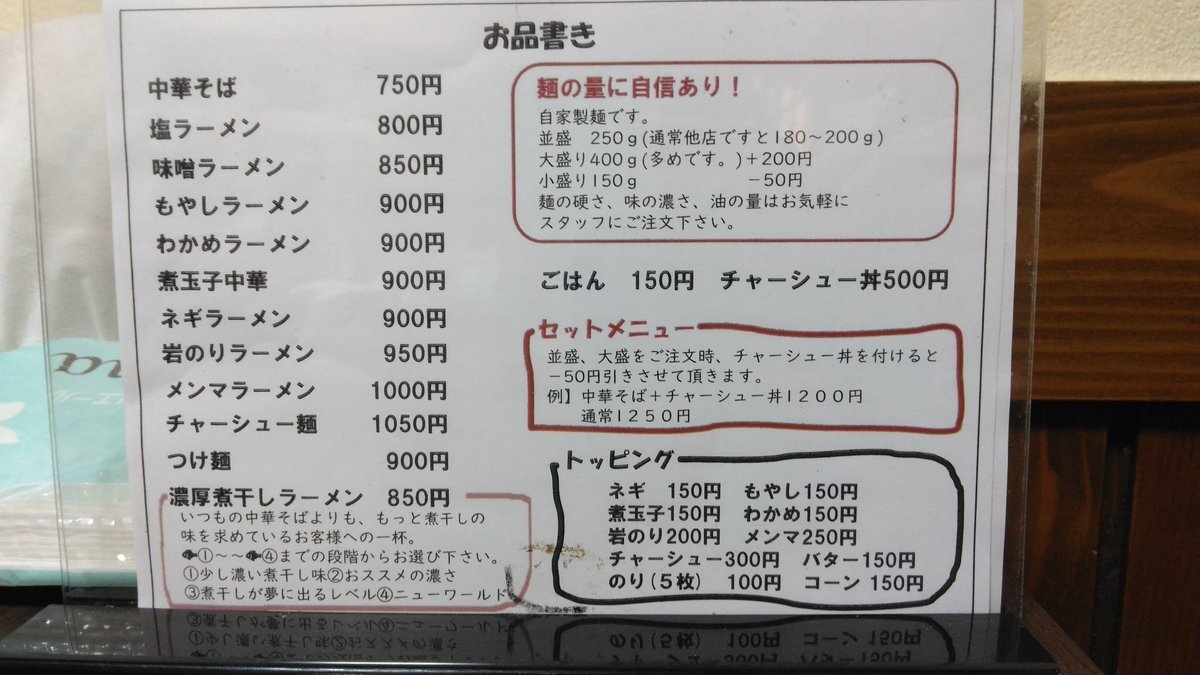 お品書き
中華そば 750円
塩ラーメン 800円
味噌ラーメン 850円
もやしラーメン 900円
わかめラーメン 900円
煮玉子中華 900円
ネギラーメン 900円
岩のりラーメン 950円
メンマラーメン 1000円
チャーシュー麺 1050円
つけ麺 900円
濃厚煮干しラーメン 850円
いつもの中華そばよりも、もっと煮干しの
味を求めているお客様への一杯。
①～～④までの段階からお選び下さい。
①少し濃い煮干し味②おススメの濃さ
③煮干しが夢に出るレベル④ニューワールド
麺の量に自信あり！
自家製麺です。
並盛 250ｇ(通常他店ですと180～200ｇ)
大盛り400ｇ(多めです。)＋200円
小盛り150ｇ －50円
麺の硬さ、味の濃さ、油の量はお気軽に
スタッフにご注文下さい。
ごはん 150円 チャーシュー丼500円
セットメニュー
並盛、大盛をご注文時、チャーシュー丼を付けると
－50円引きさせて頂きます。
例】中華そば＋チャーシュー丼１２００円
通常１２５０円
トッピング
ネギ 150円 もやし150円
煮玉子150円 わかめ150円
岩のり200円 メンマ250円
チャーシュー300円 バター150円
のり(５枚) 100円 コーン 150円